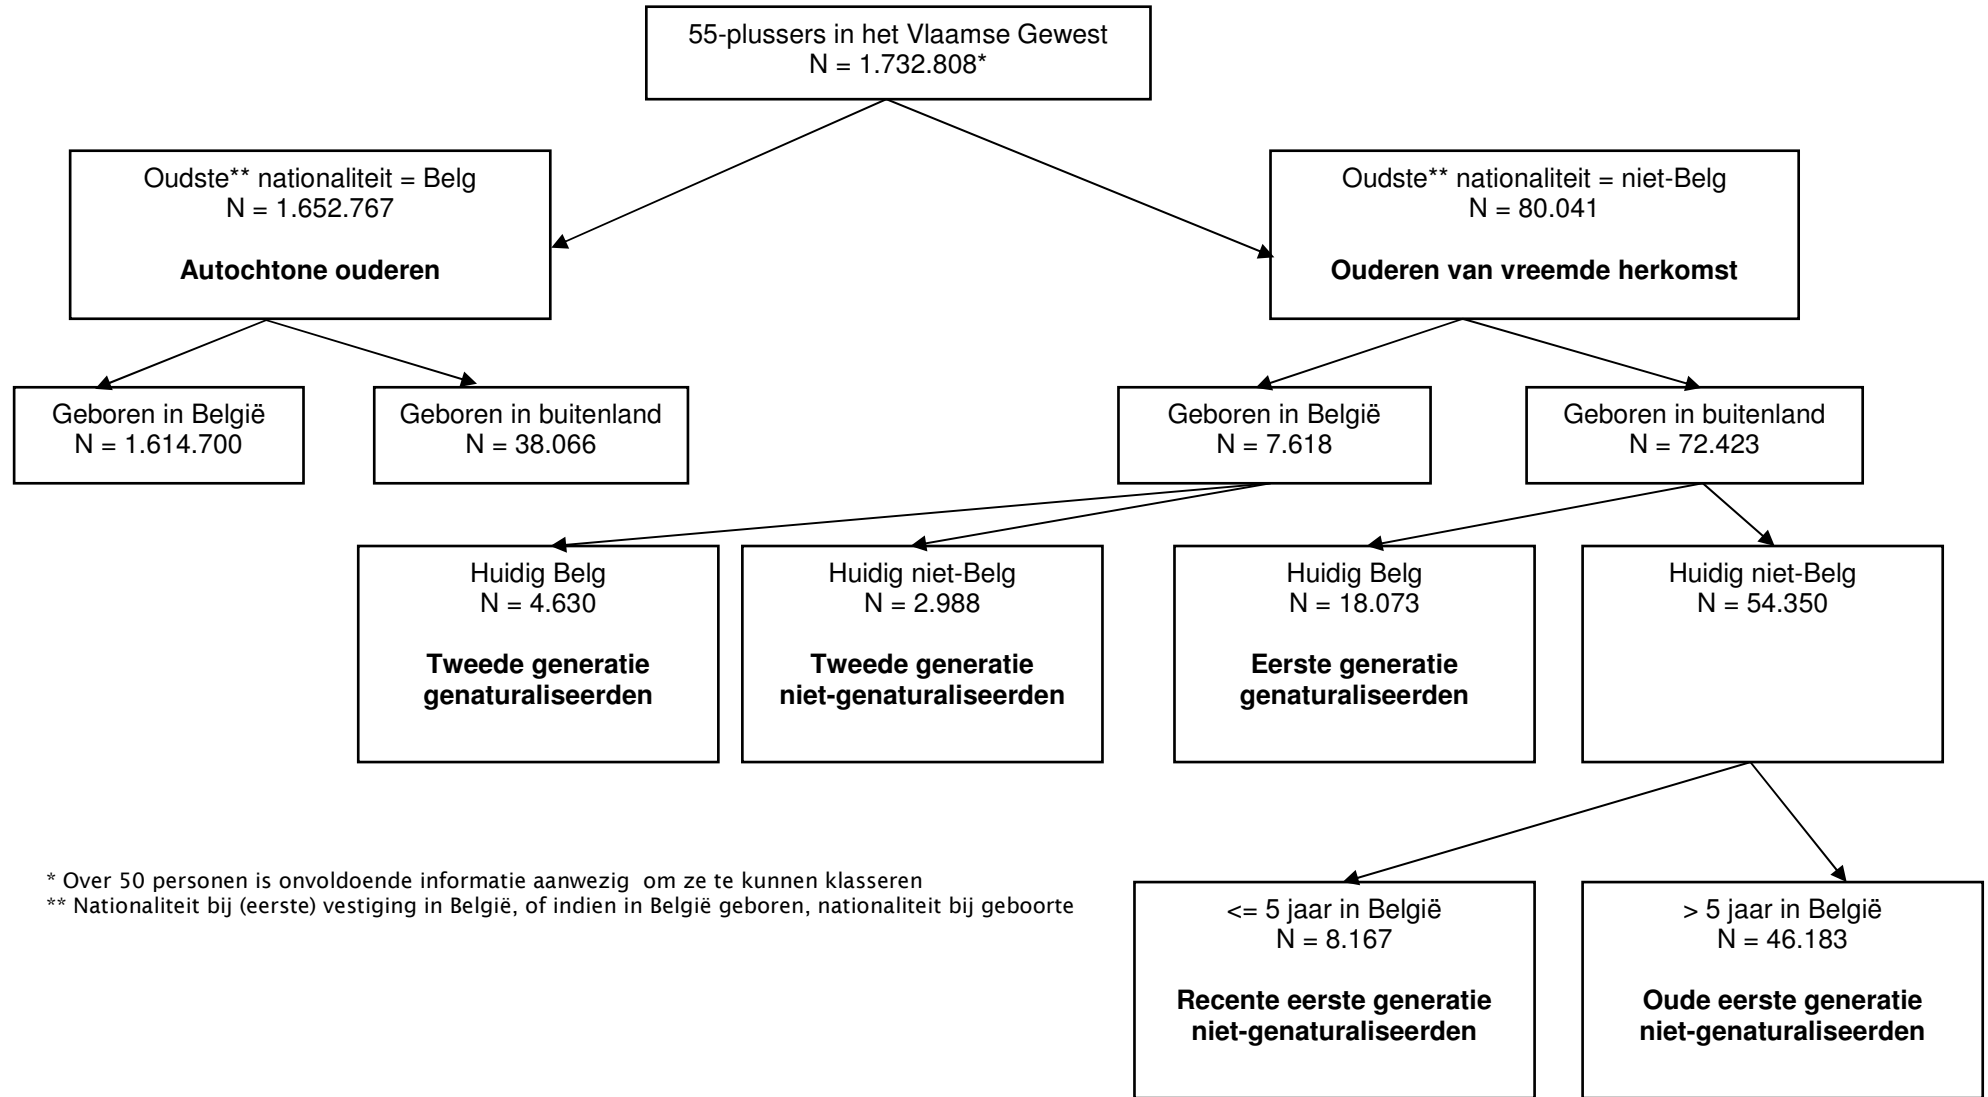 55-plussers in het Vlaamse Gewest
N = 1.732.808*
Oudste** nationaliteit = Belg
N = 1.652.767
Autochtone ouderen
Oudste** nationaliteit = niet-Belg
N = 80.041
Ouderen van vreemde herkomst
Geboren in België
N = 1.614.700
Geboren in buitenland
N = 38.066
Geboren in België
N = 7.618
Geboren in buitenland
N = 72.423
Huidig Belg
N = 4.630
Tweede generatie
genaturaliseerden
Huidig niet-Belg
N = 2.988
Tweede generatie
niet-genaturaliseerden
Huidig Belg
N = 18.073
Eerste generatie
genaturaliseerden
Huidig niet-Belg
N = 54.350
<= 5 jaar in België
N = 8.167
Recente eerste generatie
niet-genaturaliseerden
> 5 jaar in België
N = 46.183
Oude eerste generatie
niet-genaturaliseerden
* Over 50 personen is onvoldoende informatie aanwezig om ze te kunnen klasseren
** Nationaliteit bij (eerste) vestiging in België, of indien in België geboren, nationaliteit bij geboorte